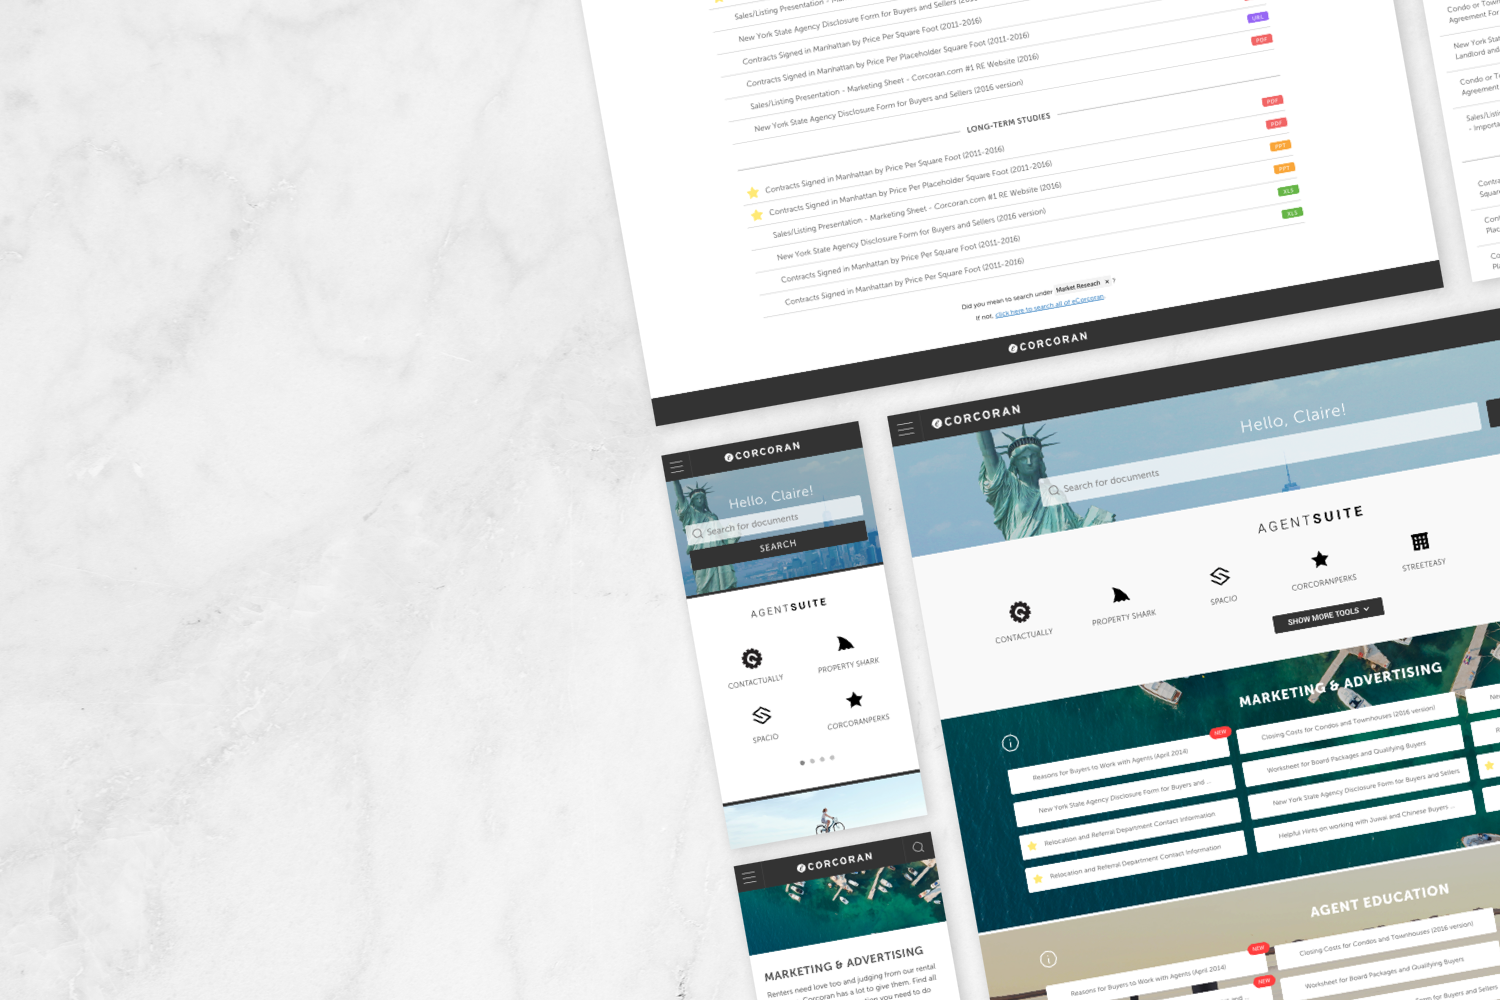 Sales/Listing Presentation - 
New York State Agency Disclosure Form for Buyers and Sellers
URL
Contracts Signed in Manhattan by Price Per Square Foot (2011-2016)
PDF
Contracts Signed in Manhattan by Price Per Placeholder Square Foot (2011-2016)
Sales/Listing Presentation - Marketing Sheet - Corcoran.com #1 RE Website (2016)
New York State Agency Disclosure Form for Buyers and Sellers (2016 version)
LONG-TERM STUDIES
PDF
Contracts Signed in Manhattan by Price Per Square Foot (2011-2016)
PDF
Contracts Signed in Manhattan by Price Per Placeholder Square Foot (2011-2016)
PPT
Sales/Listing Presentation - Marketing Sheet - Corcoran.com #1 RE Website (2016)
PPT
New York State Agency Disclosure Form for Buyers and Sellers (2016 version)
XLS
Contracts Signed in Manhattan by Price Per Square Foot (2011-2016)
XLS
Contracts Signed in Manhattan by Price Per Square Foot (2011-2016)
Did you mean to search under Market Reseach × ?
If not, click here to search all of eCorcoran.
CORCORAN
Condo or
Agreement For
New York State
Landlord and
Condo or
Agreement
- Importa
CORCORAN
Hello, Claire!
Search for documents
SEARCH
AGENTSUITE
CONTACTUALLY
PROPERTY SHARK
SPACIO
CORCORANPERKS
CORCORAN
MARKETING & ADVERTISING
Renters need love too and judging from our rental
Corcoran has a lot to give them. Find all
you need to do
CORCORAN
Hello, Claire!
Search for documents
AGENTSUITE
CONTACTUALLY
PROPERTY SHARK
SPACIO
CORCORANPERKS
STREETEASY
SHOW MORE TOOLS
MARKETING & ADVERTISING
NEW
Reasons for Buyers to Work with Agents (April 2014)
Closing Costs for Condos and Townhouses (2016 version)
New York State Agency Disclosure Form for Buyers and ...
Worksheet for Board Packages and Qualifying Buyers
Relocation and Referral Department Contact Information
New York State Agency Disclosure Form for Buyers and Sellers
Relocation and Referral Department Contact Information
Helpful Hints on working with Juwai and Chinese Buyers ...
AGENT EDUCATION
NEW
Reasons for Buyers to Work with Agents (April 2014)
Closing Costs for Condos and Townhouses (2016 version)
NEW
Worksheet for Board Packages and Qualifying Buyers
Form for Buyers and Sellers